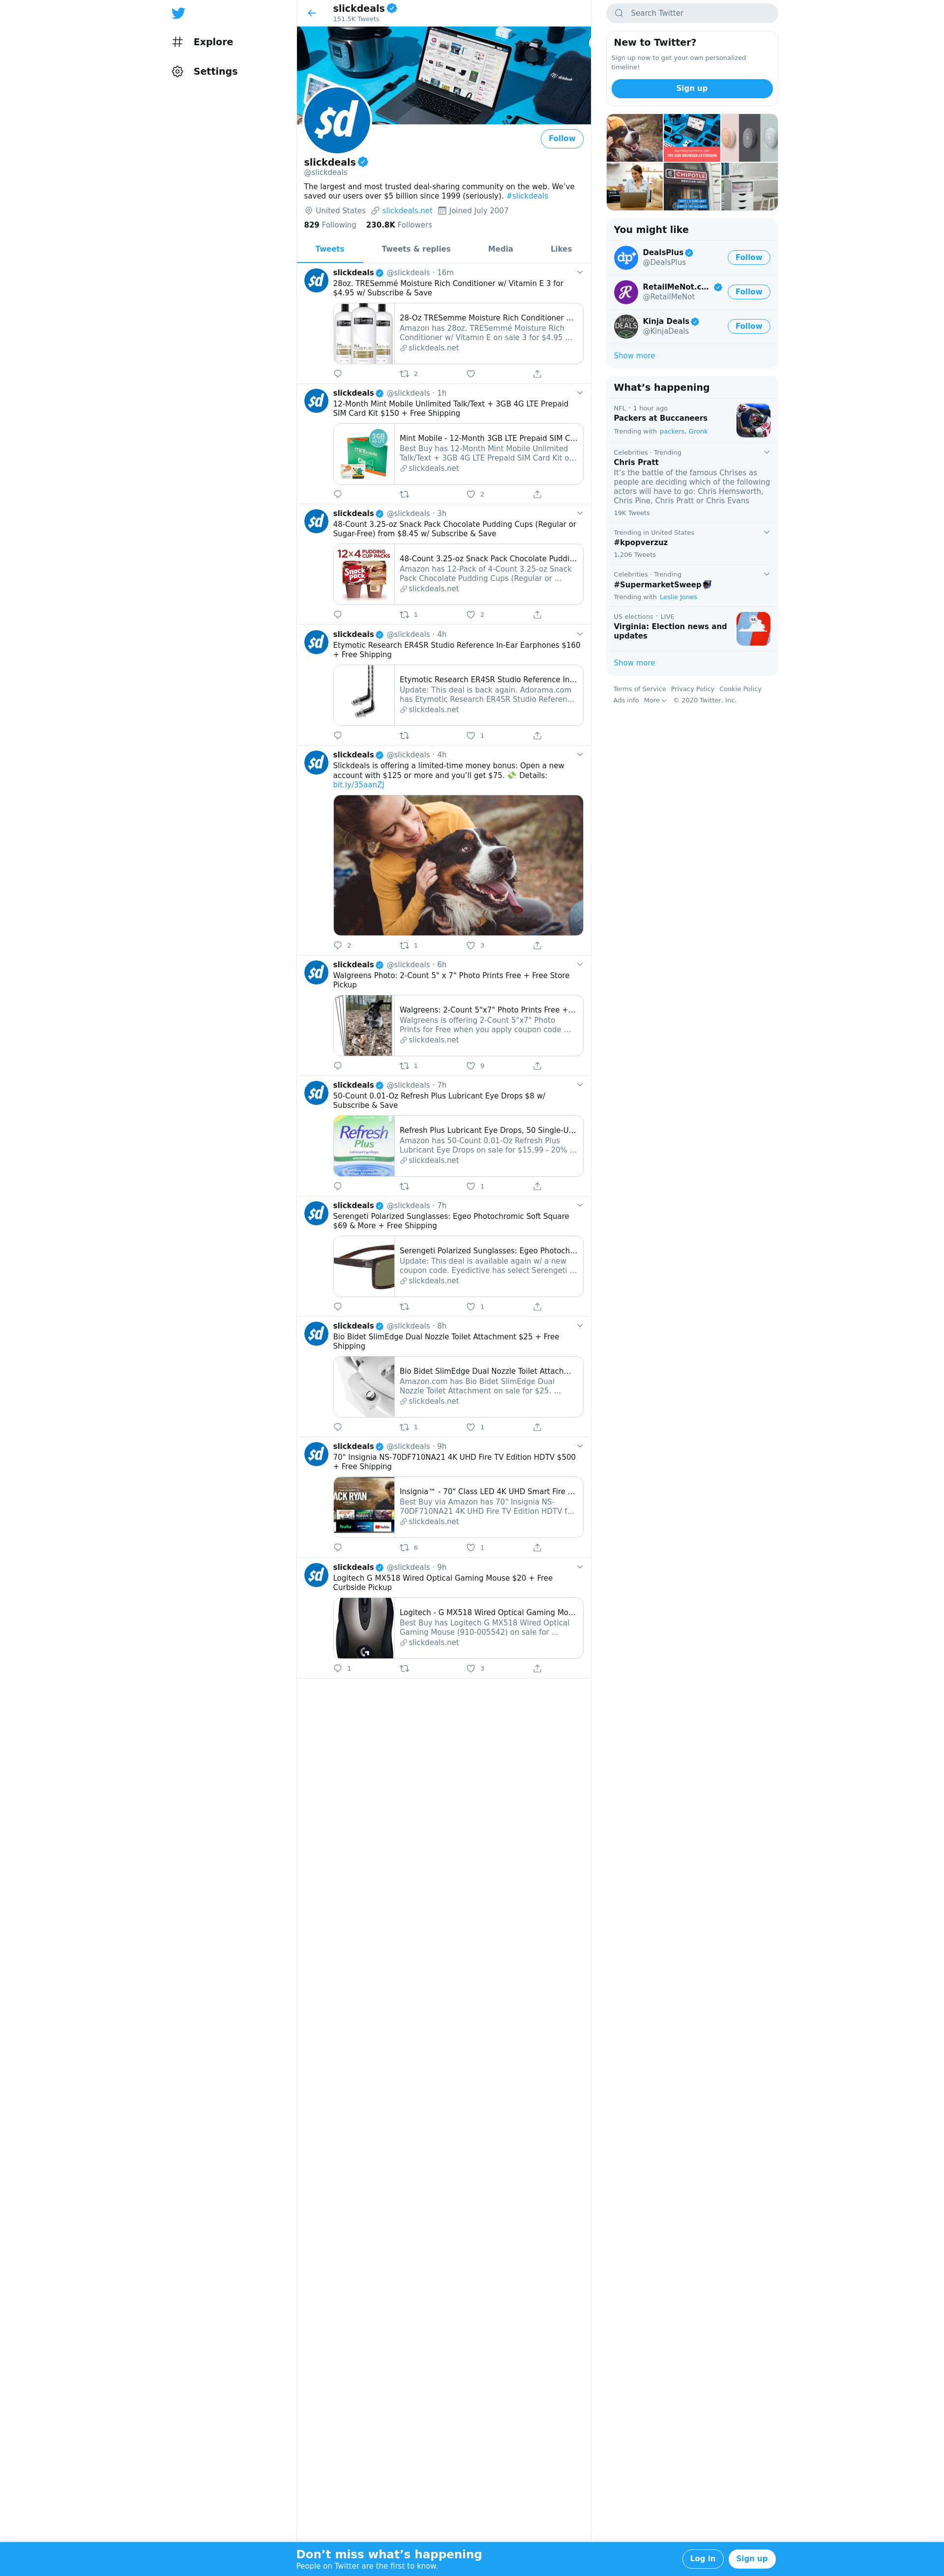 Explore
Settings
slickdeals
151.5K Tweets
$d
Follow
slickdeals
@slickdeals
The largest and most trusted deal-sharing community on the web. We’ve
saved our users over $5 billion since 1999 (seriously). #slickdeals
United States slickdeals.net Joined July 2007
829 Following 230.8K Followers
Tweets Tweets & replies Media Likes
slickdeals @slickdeals · 16m
28oz. TRESemmé Moisture Rich Conditioner w/ Vitamin E 3 for
$4.95 w/ Subscribe & Save
28-Oz TRESemme Moisture Rich Conditioner ...
Amazon has 28oz. TRESemmé Moisture Rich
Conditioner w/ Vitamin E on sale 3 for $4.95 ...
slickdeals.net
2
slickdeals @slickdeals · 1h
12-Month Mint Mobile Unlimited Talk/Text + 3GB 4G LTE Prepaid
SIM Card Kit $150 + Free Shipping
Mint Mobile - 12-Month 3GB LTE Prepaid SIM C...
Best Buy has 12-Month Mint Mobile Unlimited
Talk/Text + 3GB 4G LTE Prepaid SIM Card Kit o...
slickdeals.net
2
slickdeals @slickdeals · 3h
48-Count 3.25-oz Snack Pack Chocolate Pudding Cups (Regular or
Sugar-Free) from $8.45 w/ Subscribe & Save
12×4 PUDDING CUP PACKS
Snack Pack
48-Count 3.25-oz Snack Pack Chocolate Puddi...
Amazon has 12-Pack of 4-Count 3.25-oz Snack
Pack Chocolate Pudding Cups (Regular or ...
slickdeals.net
1 2
slickdeals @slickdeals · 4h
Etymotic Research ER4SR Studio Reference In-Ear Earphones $160
+ Free Shipping
Etymotic Research ER4SR Studio Reference In...
Update: This deal is back again. Adorama.com
has Etymotic Research ER4SR Studio Referen...
slickdeals.net
1
slickdeals @slickdeals · 4h
Slickdeals is offering a limited-time money bonus: Open a new
account with $125 or more and you’ll get $75. 💸 Details:
bit.ly/35aanZJ
2 1 3
slickdeals @slickdeals · 6h
Walgreens Photo: 2-Count 5" x 7" Photo Prints Free + Free Store
Pickup
Walgreens: 2-Count 5"x7" Photo Prints Free +...
Walgreens is offering 2-Count 5"x7" Photo
Prints for Free when you apply coupon code ...
slickdeals.net
1 9
slickdeals @slickdeals · 7h
50-Count 0.01-Oz Refresh Plus Lubricant Eye Drops $8 w/
Subscribe & Save
Refresh
Plus
Refresh Plus Lubricant Eye Drops, 50 Single-U...
Amazon has 50-Count 0.01-Oz Refresh Plus
Lubricant Eye Drops on sale for $15.99 - 20% ...
slickdeals.net
1
slickdeals @slickdeals · 7h
Serengeti Polarized Sunglasses: Egeo Photochromic Soft Square
$69 & More + Free Shipping
Serengeti Polarized Sunglasses: Egeo Photoch...
Update: This deal is available again w/ a new
coupon code. Eyedictive has select Serengeti ...
slickdeals.net
1
slickdeals @slickdeals · 8h
Bio Bidet SlimEdge Dual Nozzle Toilet Attachment $25 + Free
Shipping
Bio Bidet SlimEdge Dual Nozzle Toilet Attach...
Amazon.com has Bio Bidet SlimEdge Dual
Nozzle Toilet Attachment on sale for $25. ...
slickdeals.net
1 1
slickdeals @slickdeals · 9h
70" Insignia NS-70DF710NA21 4K UHD Fire TV Edition HDTV $500
+ Free Shipping
ACK RYAN
Insignia™ - 70" Class LED 4K UHD Smart Fire ...
Best Buy via Amazon has 70" Insignia NS-
70DF710NA21 4K UHD Fire TV Edition HDTV f...
slickdeals.net
6 1
slickdeals @slickdeals · 9h
Logitech G MX518 Wired Optical Gaming Mouse $20 + Free
Curbside Pickup
Logitech - G MX518 Wired Optical Gaming Mo...
Best Buy has Logitech G MX518 Wired Optical
Gaming Mouse (910-005542) on sale for ...
slickdeals.net
1 3
Search Twitter
New to Twitter?
Sign up now to get your own personalized
timeline!
Sign up
TRY OUR BROWSER EXTENSION
CHIPOTLE
You might like
dp+
DealsPlus
@DealsPlus
Follow
RetailMeNot.c...
@RetailMeNot
Follow
DEALS
Kinja Deals
@KinjaDeals
Follow
Show more
What’s happening
NFL · 1 hour ago
Packers at Buccaneers
Trending with packers, Gronk
Celebrities · Trending
Chris Pratt
It’s the battle of the famous Chrises as
people are deciding which of the following
actors will have to go: Chris Hemsworth,
Chris Pine, Chris Pratt or Chris Evans
19K Tweets
Trending in United States
#kpopverzuz
1,206 Tweets
Celebrities · Trending
#SupermarketSweep
Trending with Leslie Jones
US elections · LIVE
Virginia: Election news and
updates
Show more
Terms of Service Privacy Policy Cookie Policy
Ads info More © 2020 Twitter, Inc.
Don’t miss what’s happening
People on Twitter are the first to know.
Log in Sign up